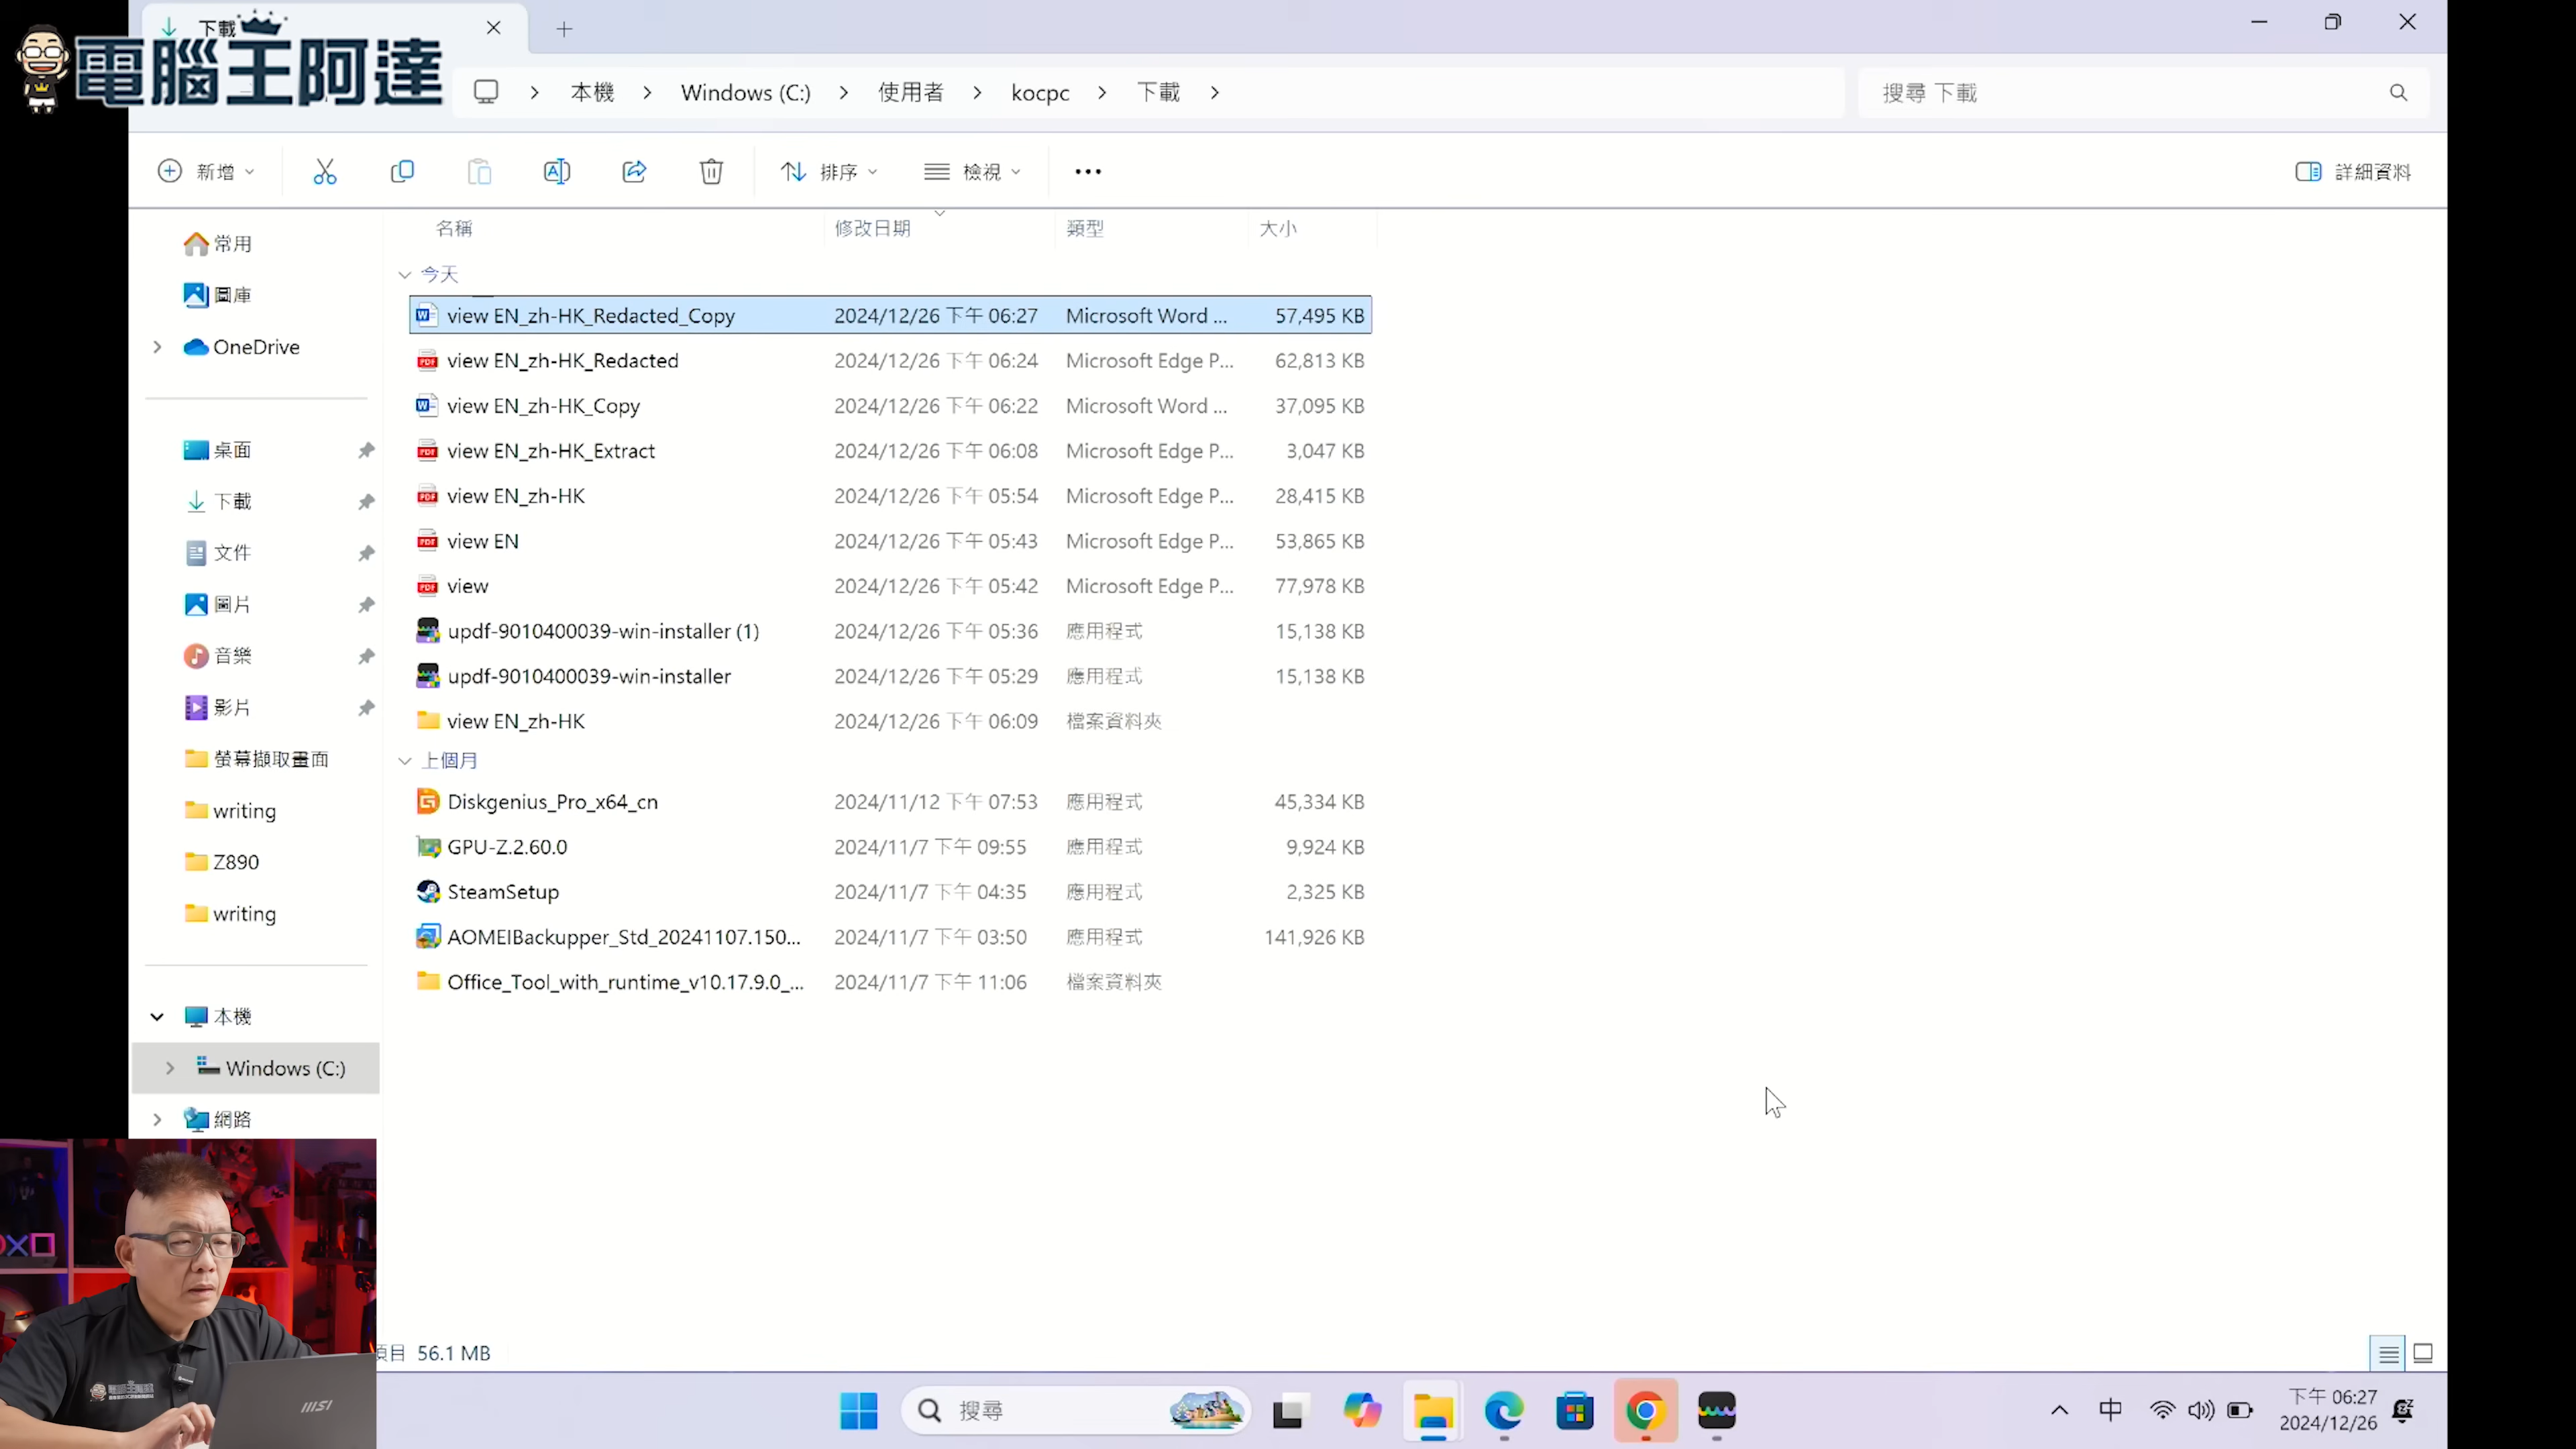 下載
電腦王阿達
本機 Windows (C:) 使用者 kocpc 下載
搜尋 下載
新增
排序
檢視
詳細資料
常用
圖庫
OneDrive
桌面
下載
文件
圖片
音樂
影片
螢幕擷取畫面
writing
Z890
writing
本機
Windows (C:)
網路
名稱 修改日期 類型 大小
今天
view EN_zh-HK_Redacted_Copy 2024/12/26 下午 06:27 Microsoft Word ... 57,495 KB
view EN_zh-HK_Redacted 2024/12/26 下午 06:24 Microsoft Edge P... 62,813 KB
view EN_zh-HK_Copy 2024/12/26 下午 06:22 Microsoft Word ... 37,095 KB
view EN_zh-HK_Extract 2024/12/26 下午 06:08 Microsoft Edge P... 3,047 KB
view EN_zh-HK 2024/12/26 下午 05:54 Microsoft Edge P... 28,415 KB
view EN 2024/12/26 下午 05:43 Microsoft Edge P... 53,865 KB
view 2024/12/26 下午 05:42 Microsoft Edge P... 77,978 KB
updf-9010400039-win-installer (1) 2024/12/26 下午 05:36 應用程式 15,138 KB
updf-9010400039-win-installer 2024/12/26 下午 05:29 應用程式 15,138 KB
view EN_zh-HK 2024/12/26 下午 06:09 檔案資料夾
上個月
Diskgenius_Pro_x64_cn 2024/11/12 下午 07:53 應用程式 45,334 KB
GPU-Z.2.60.0 2024/11/7 下午 09:55 應用程式 9,924 KB
SteamSetup 2024/11/7 下午 04:35 應用程式 2,325 KB
AOMEIBackupper_Std_20241107.150... 2024/11/7 下午 03:50 應用程式 141,926 KB
Office_Tool_with_runtime_v10.17.9.0_... 2024/11/7 下午 11:06 檔案資料夾
項目 56.1 MB
msi
搜尋
中
下午 06:27
2024/12/26